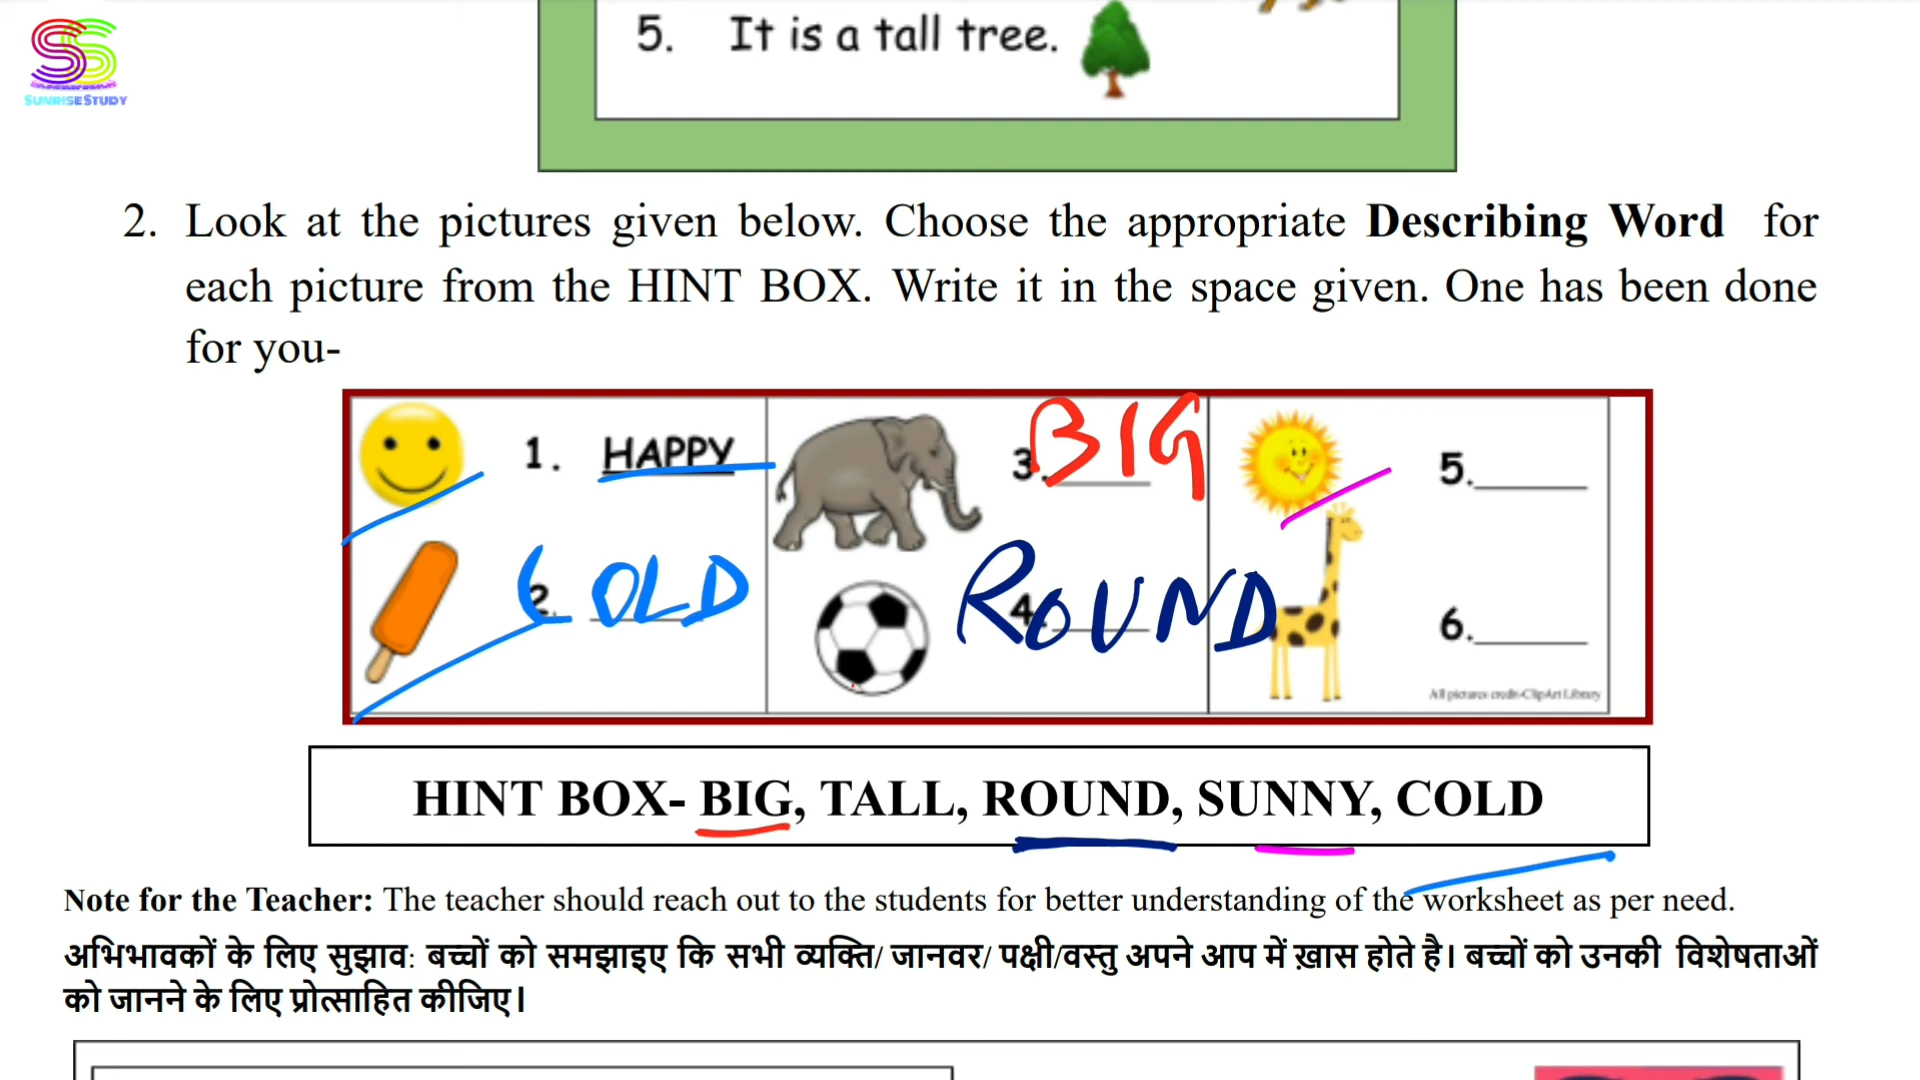 SUNRISE STUDY
5. It is a tall tree.
2. Look at the pictures given below. Choose the appropriate Describing Word for
each picture from the HINT BOX. Write it in the space given. One has been done
for you-
1. HAPPY
2. COLD
3. BIG
4. ROUND
5.
6.
All pictures credit-ClipArt Library
HINT BOX- BIG, TALL, ROUND, SUNNY, COLD
Note for the Teacher: The teacher should reach out to the students for better understanding of the worksheet as per need.
अभिभावकों के लिए सुझाव: बच्चों को समझाइए कि सभी व्यक्ति/ जानवर/ पक्षी/वस्तु अपने आप में ख़ास होते है। बच्चों को उनकी विशेषताओं
को जानने के लिए प्रोत्साहित कीजिए।